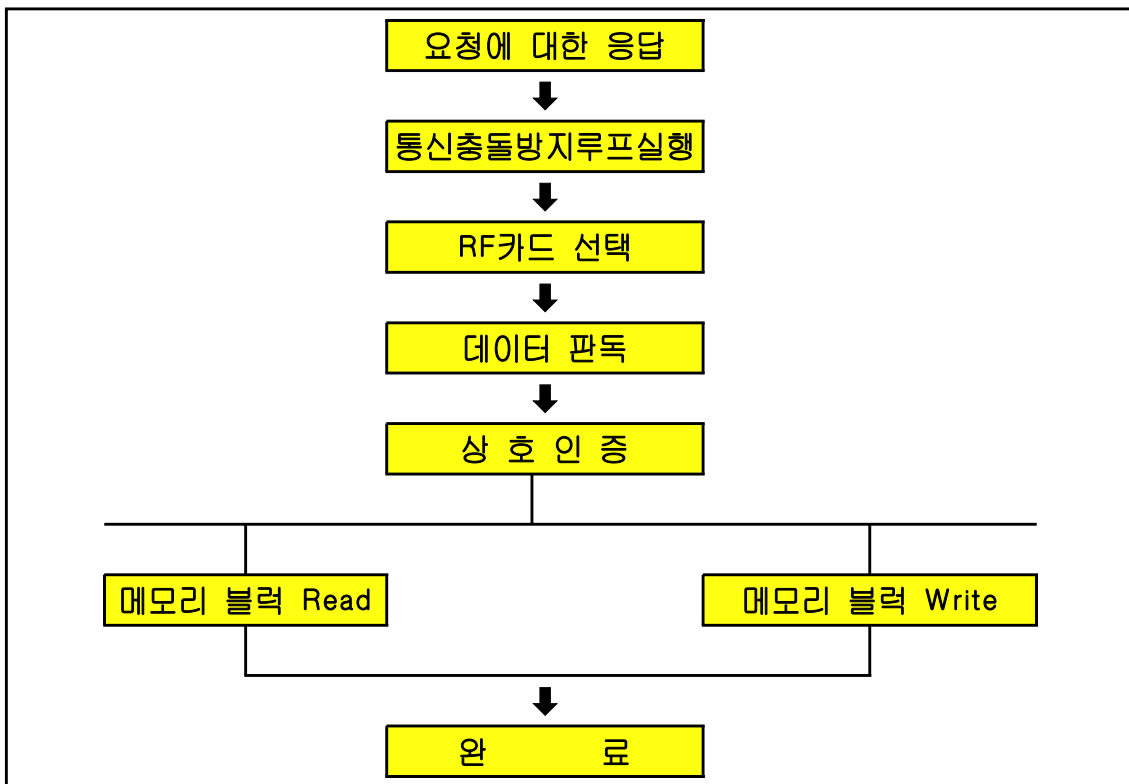 요청에 대한 응답
통신충돌방지루프실행
RF카드 선택
데이터 판독
상 호 인 증
메모리 블럭 Read
메모리 블럭 Write
완 료